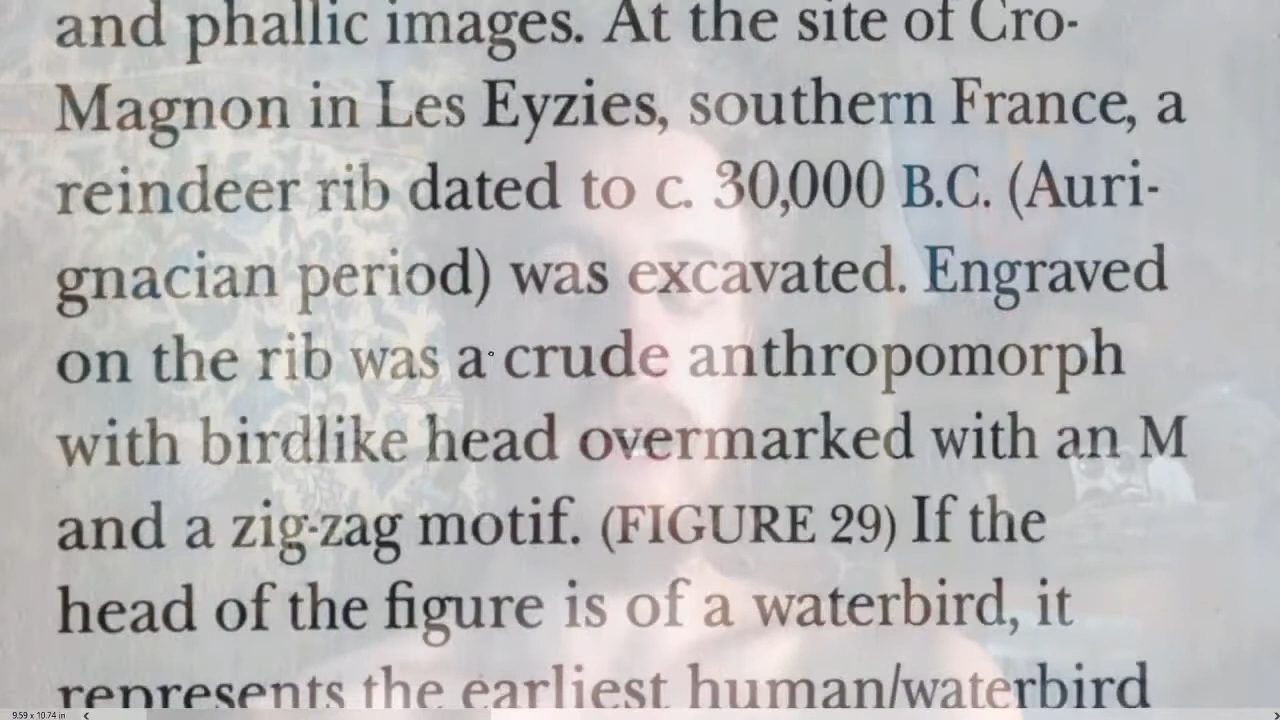 and phallic images. At the site of Cro-
Magnon in Les Eyzies, southern France, a
reindeer rib dated to c. 30,000 B.C. (Auri-
gnacian period) was excavated. Engraved
on the rib was a crude anthropomorph
with birdlike head overmarked with an M
and a zig-zag motif. (FIGURE 29) If the
head of the figure is of a waterbird, it
represents the earliest human/waterbird
9.59 x 10.74 in